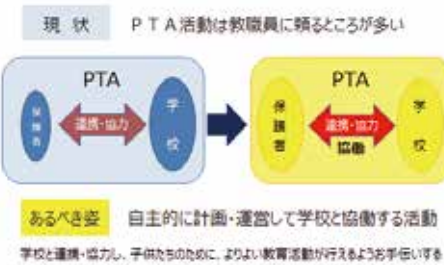 現 状 PTA活動は教職員に頼るところが多い
PTA
保護者
連携・協力
学校
PTA
保護者
連携・協力
協働
学校
あるべき姿 自主的に計画・運営して学校と協働する活動
学校と連携・協力し、子供たちのために、よりよい教育活動が行えるようお手伝いする